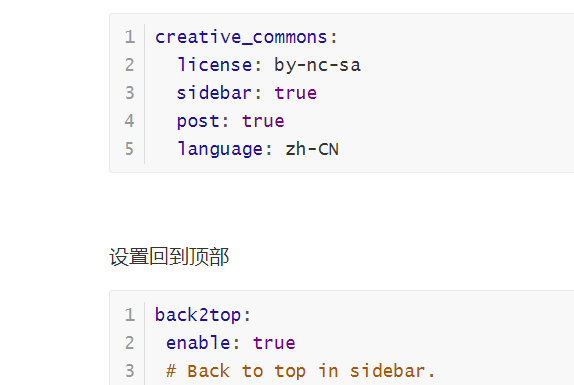 1 creative_commons:
2   license: by-nc-sa
3   sidebar: true
4   post: true
5   language: zh-CN
设置回到顶部
1 back2top:
2  enable: true
3  # Back to top in sidebar.